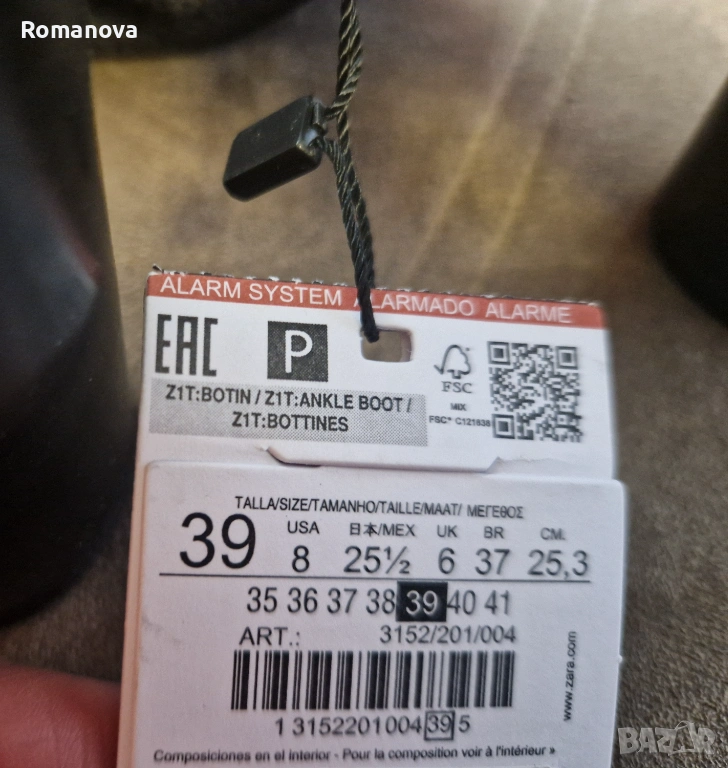 Romanova
ALARM SYSTEM ALARMADO ALARME
EAC P
FSC
MIX
FSC® C121638
Z1T:BOTIN / Z1T:ANKLE BOOT /
Z1T:BOTTINES
TALLA/SIZE/TAMANHO/TAILLE/MAAT/ ΜΕΓΕΘΟΣ
39 USA 日本/MEX UK BR CM.
8 25½ 6 37 25,3
35 36 37 38 39 40 41
ART.: 3152/201/004
www.zara.com
1 3152201004 39 5
Composiciones en el interior - Pour la composition voir à l'intérieur »
BAZAR